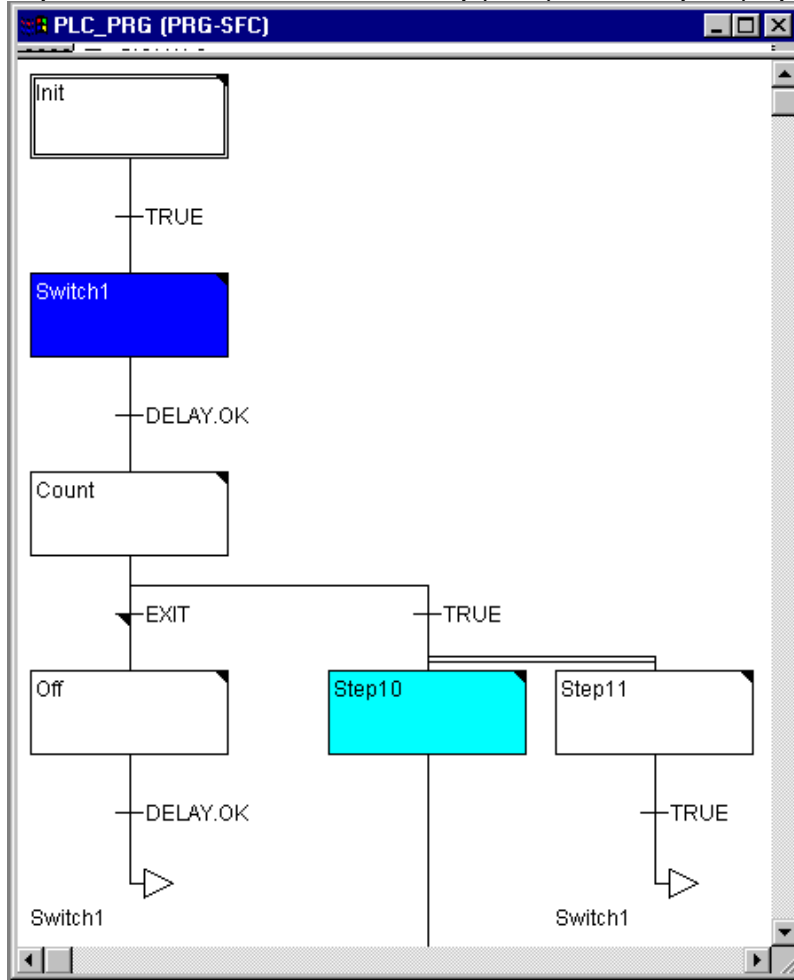 PLC_PRG (PRG-SFC)
Init
TRUE
Switch1
DELAY.OK
Count
EXIT
TRUE
Off
Step10
Step11
DELAY.OK
TRUE
Switch1
Switch1